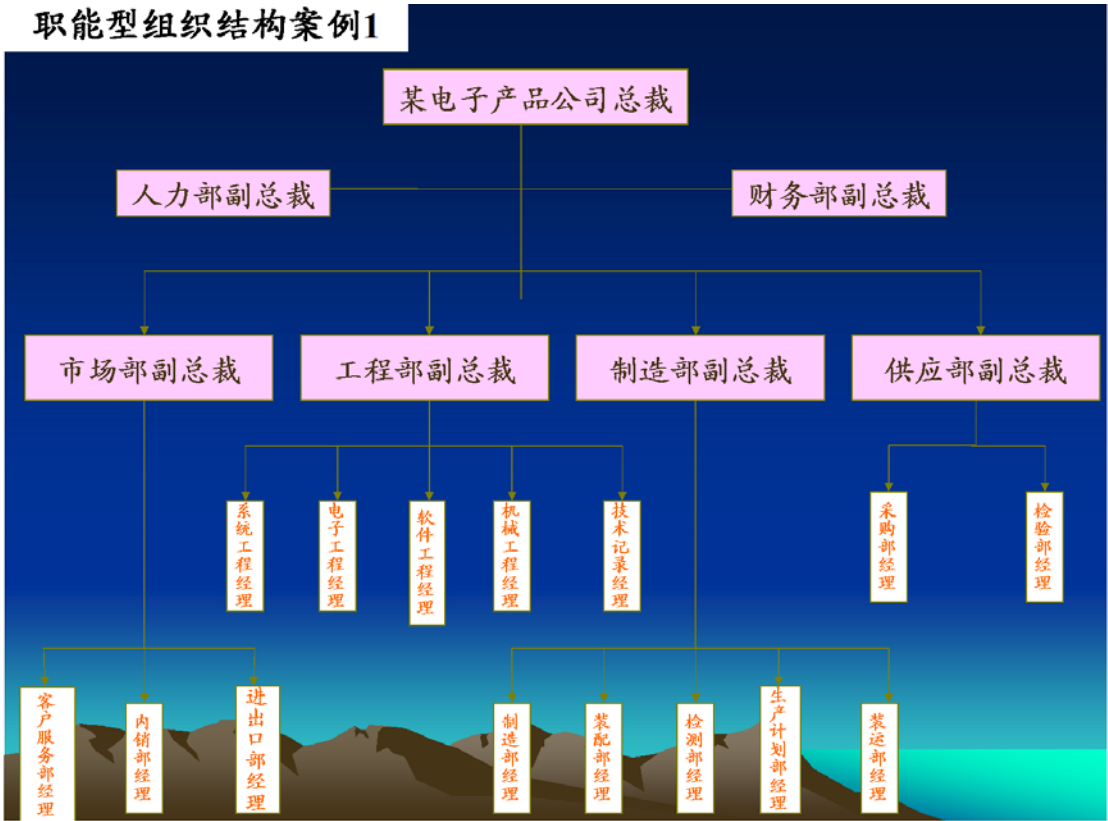 职能型组织结构案例1
某电子产品公司总裁
人力部副总裁
财务部副总裁
市场部副总裁
工程部副总裁
制造部副总裁
供应部副总裁
系统工程经理
电子工程经理
软件工程经理
机械工程经理
技术记录经理
采购部经理
检验部经理
客户服务部经理
内销部经理
进出口部经理
制造部经理
装配部经理
检测部经理
生产计划部经理
装运部经理